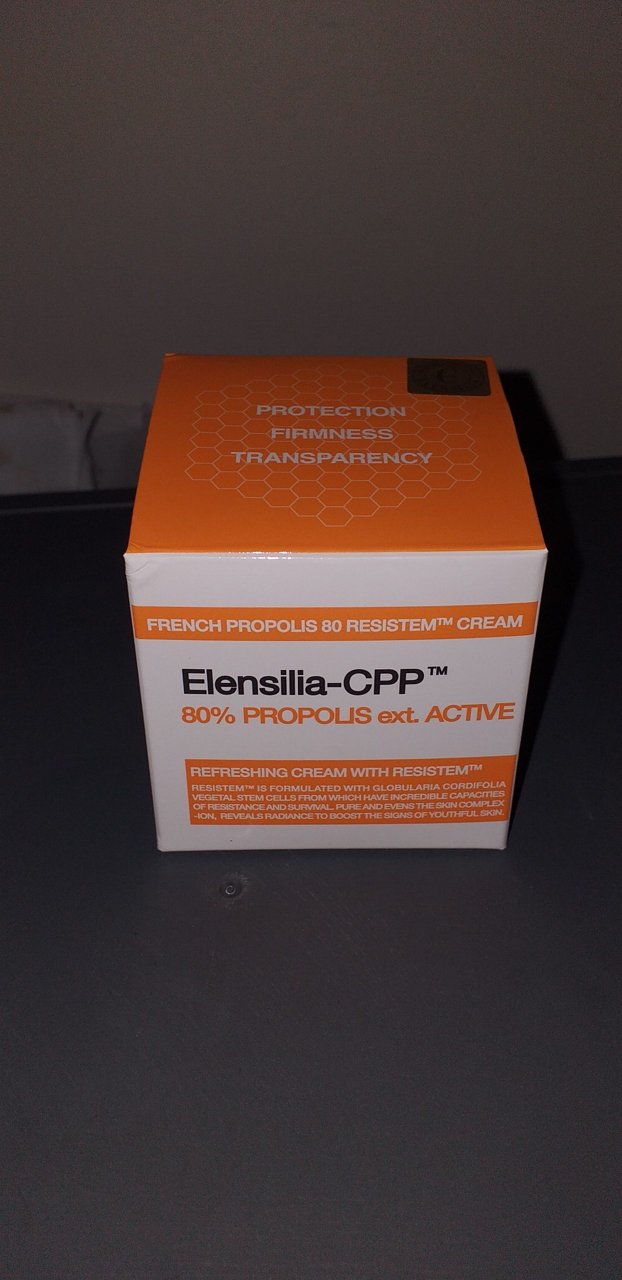 PROTECTION
FIRMNESS
TRANSPARENCY
FRENCH PROPOLIS 80 RESISTEM™ CREAM
Elensilia-CPP™
80% PROPOLIS ext. ACTIVE
REFRESHING CREAM WITH RESISTEM™
RESISTEM™ IS FORMULATED WITH GLOBULARIA CORDIFOLIA
VEGETAL STEM CELLS FROM WHICH HAVE INCREDIBLE CAPACITIES
OF RESISTANCE AND SURVIVAL. PURE AND EVENS THE SKIN COMPLEX
-ION, REVEALS RADIANCE TO BOOST THE SIGNS OF YOUTHFUL SKIN.